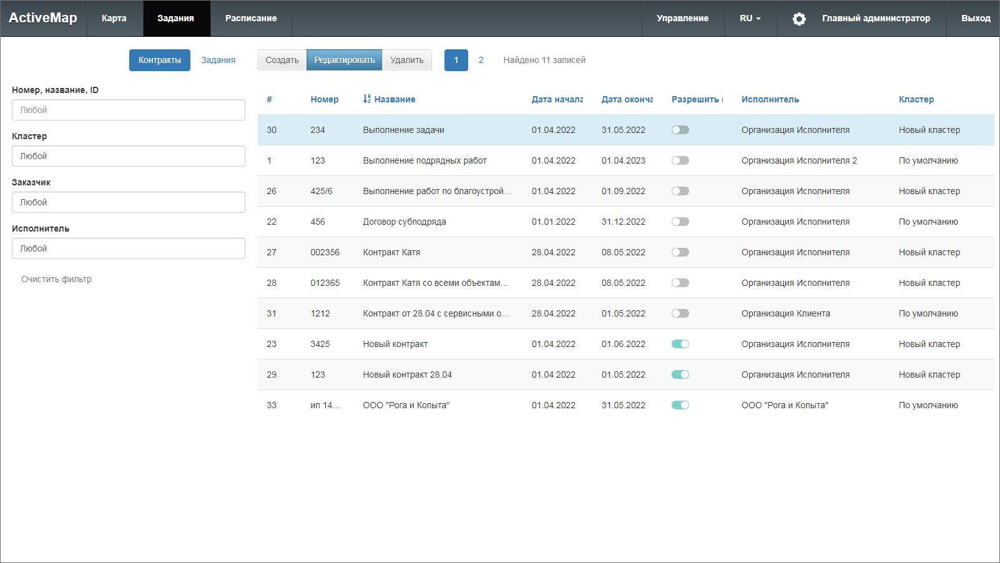 ActiveMap Карта Задания Расписание Управление RU Главный администратор Выход
Контракты Задания Создать Редактировать Удалить 1 2 Найдено 11 записей
Номер, название, ID
Любой
Кластер
Любой
Заказчик
Любой
Исполнитель
Любой
Очистить фильтр
# Номер Название Дата начала Дата оконча Разрешить Исполнитель Кластер
30 234 Выполнение задачи 01.04.2022 31.05.2022 Организация Исполнителя Новый кластер
1 123 Выполнение подрядных работ 01.04.2022 01.04.2023 Организация Исполнителя 2 По умолчанию
26 425/6 Выполнение работ по благоустрой... 01.04.2022 01.09.2022 Организация Исполнителя Новый кластер
22 456 Договор субподряда 01.01.2022 31.12.2022 Организация Исполнителя По умолчанию
27 002356 Контракт Катя 28.04.2022 08.05.2022 Организация Исполнителя Новый кластер
28 012365 Контракт Катя со всеми объектам... 28.04.2022 08.05.2022 Организация Исполнителя Новый кластер
31 1212 Контракт от 28.04 с сервисными о... 28.04.2022 01.05.2022 Организация Клиента По умолчанию
23 3425 Новый контракт 01.04.2022 01.06.2022 Организация Исполнителя Новый кластер
29 123 Новый контракт 28.04 01.04.2022 01.05.2022 Организация Исполнителя Новый кластер
33 ип 14... ООО "Рога и Копыта" 01.04.2022 31.05.2022 ООО "Рога и Копыта" По умолчанию